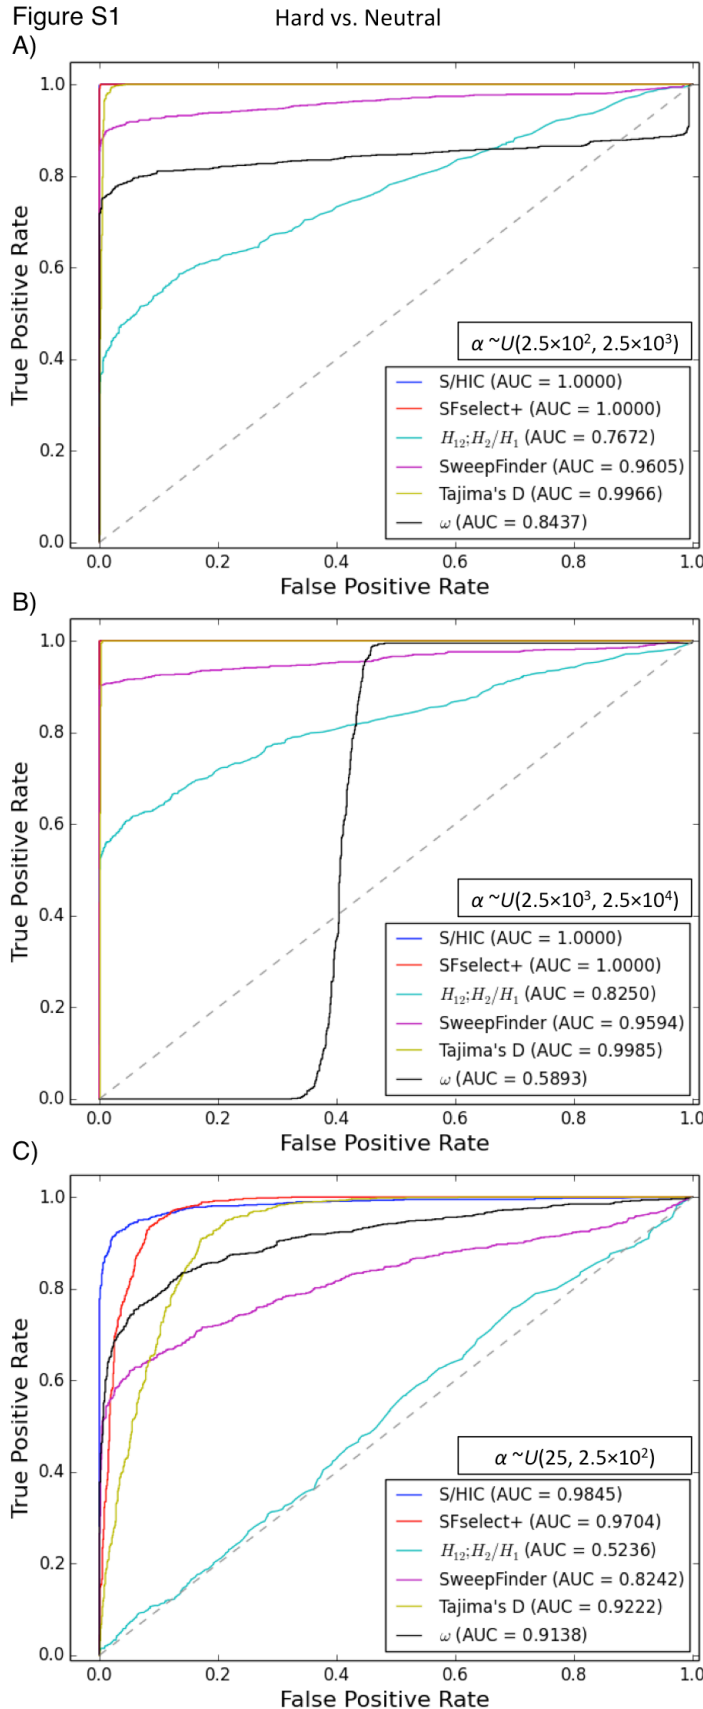 Figure S1
Hard vs. Neutral
A)
1.0
0.8
0.6
0.4
0.2
0.0
True Positive Rate
α ~U(2.5×10², 2.5×10³)
S/HIC (AUC = 1.0000)
SFselect+ (AUC = 1.0000)
H₁₂;H₂/H₁ (AUC = 0.7672)
SweepFinder (AUC = 0.9605)
Tajima's D (AUC = 0.9966)
ω (AUC = 0.8437)
0.0 0.2 0.4 0.6 0.8 1.0
False Positive Rate
B)
1.0
0.8
0.6
0.4
0.2
0.0
True Positive Rate
α ~U(2.5×10³, 2.5×10⁴)
S/HIC (AUC = 1.0000)
SFselect+ (AUC = 1.0000)
H₁₂;H₂/H₁ (AUC = 0.8250)
SweepFinder (AUC = 0.9594)
Tajima's D (AUC = 0.9985)
ω (AUC = 0.5893)
0.0 0.2 0.4 0.6 0.8 1.0
False Positive Rate
C)
1.0
0.8
0.6
0.4
0.2
0.0
True Positive Rate
α ~U(25, 2.5×10²)
S/HIC (AUC = 0.9845)
SFselect+ (AUC = 0.9704)
H₁₂;H₂/H₁ (AUC = 0.5236)
SweepFinder (AUC = 0.8242)
Tajima's D (AUC = 0.9222)
ω (AUC = 0.9138)
0.0 0.2 0.4 0.6 0.8 1.0
False Positive Rate